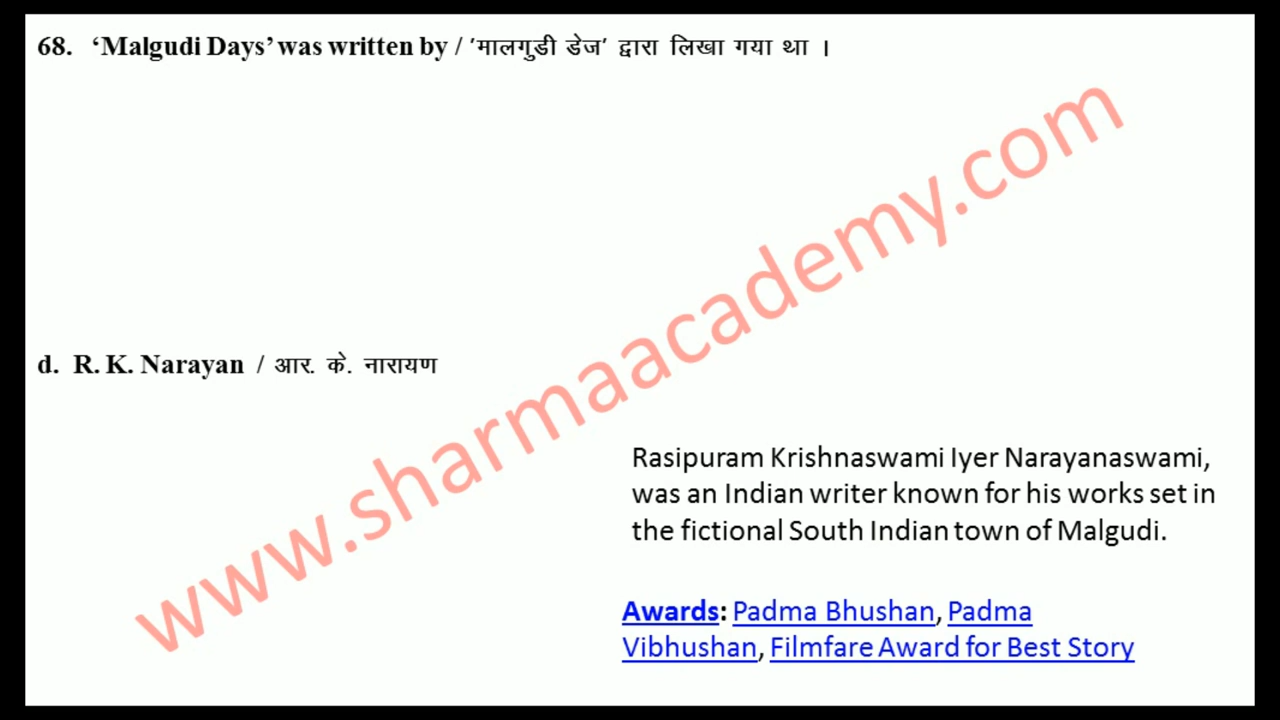 68. ‘Malgudi Days’ was written by / ’मालगुडी डेज’ द्वारा लिखा गया था ।
www.sharmaacademy.com
d. R. K. Narayan / आर. के. नारायण
Rasipuram Krishnaswami Iyer Narayanaswami,
was an Indian writer known for his works set in
the fictional South Indian town of Malgudi.
Awards: Padma Bhushan, Padma
Vibhushan, Filmfare Award for Best Story